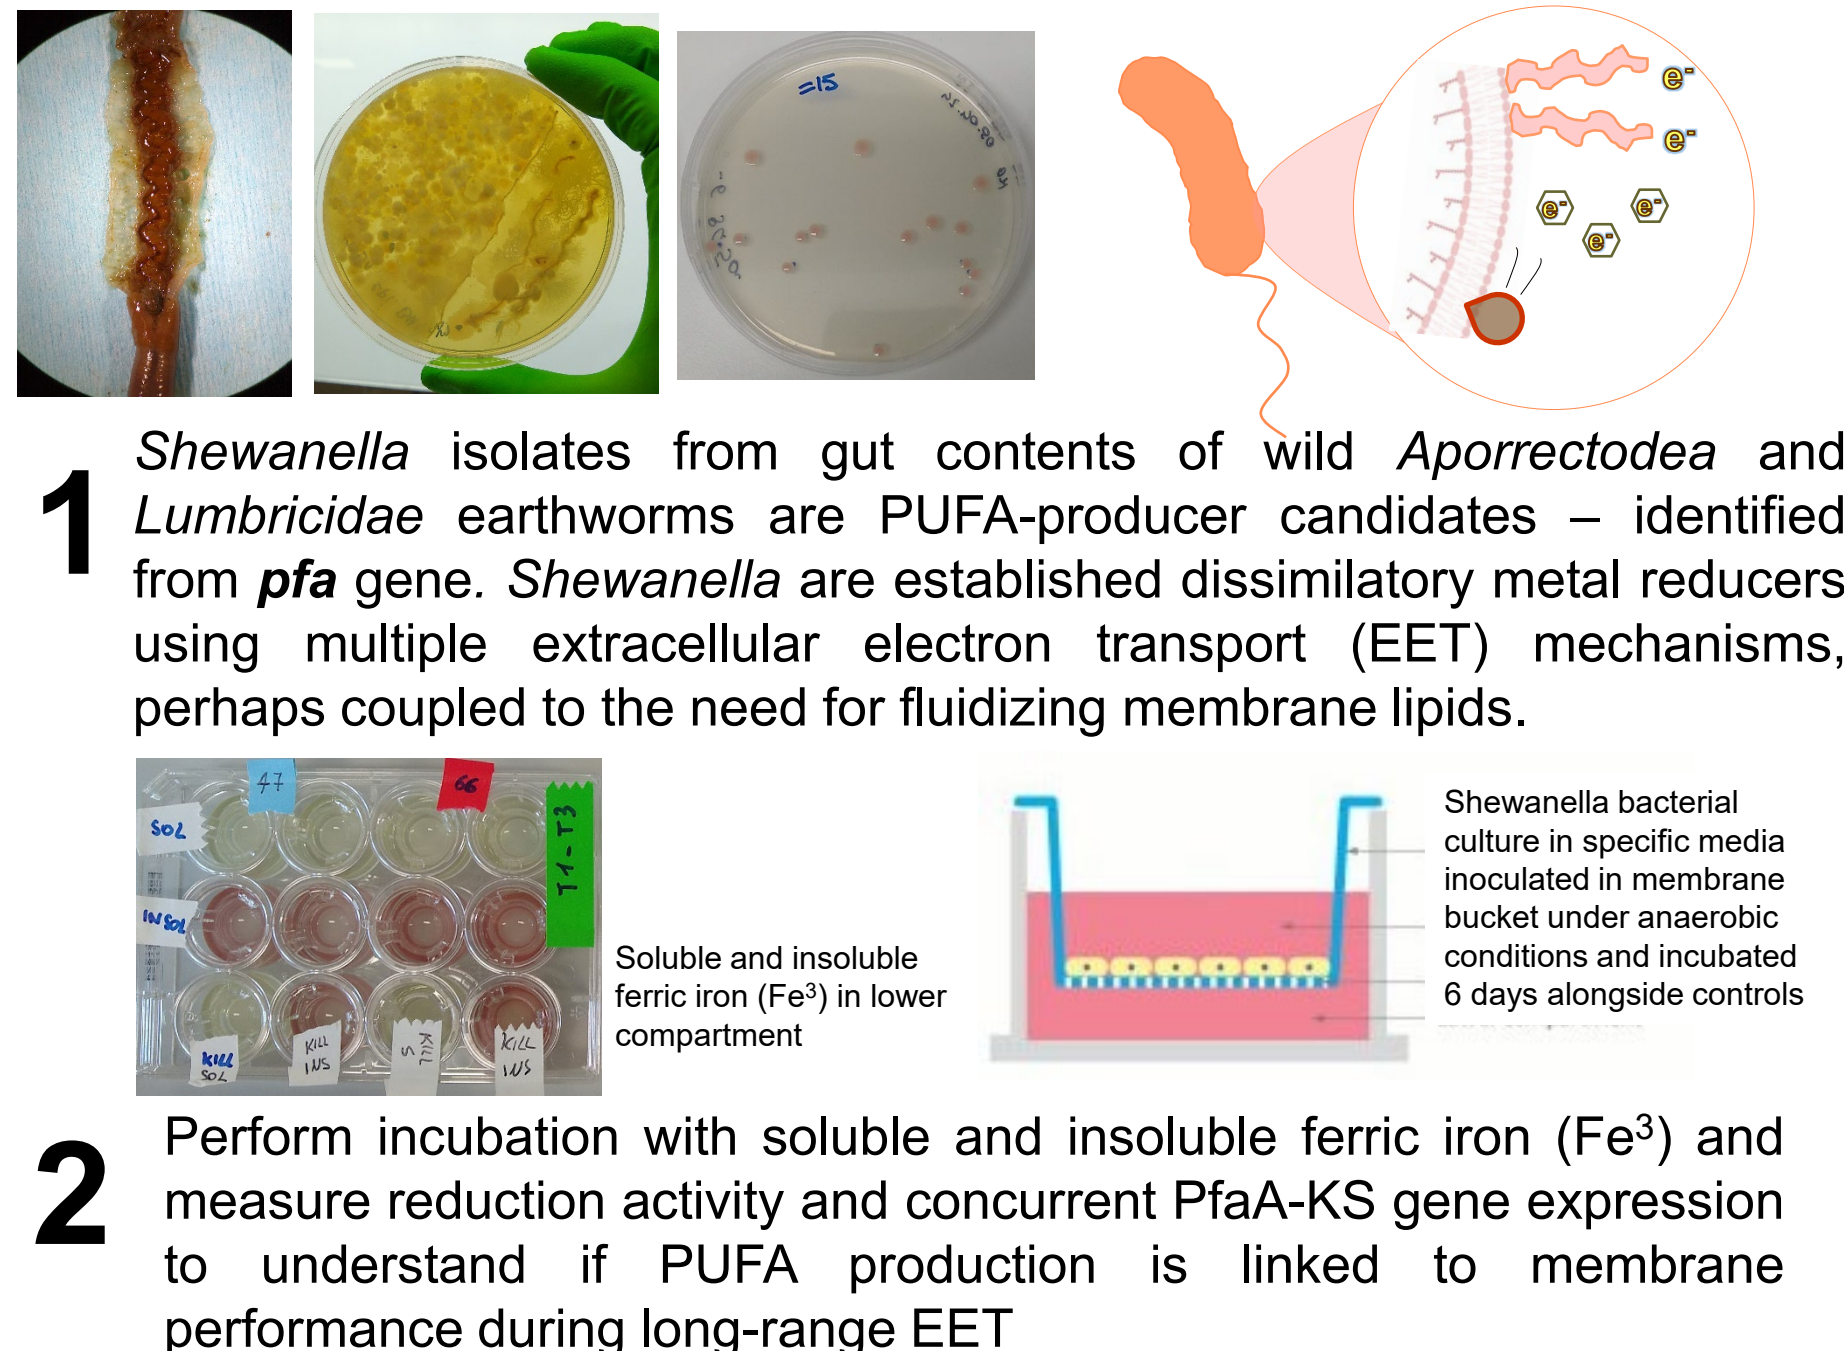 =15
e-
e-
e-
e-
e-
1
Shewanella isolates from gut contents of wild Aporrectodea and
Lumbricidae earthworms are PUFA-producer candidates – identified
from pfa gene. Shewanella are established dissimilatory metal reducers
using multiple extracellular electron transport (EET) mechanisms,
perhaps coupled to the need for fluidizing membrane lipids.
47
66
T1-T3
SOL
INSOL
KILL
SOL
KILL
INS
KILL
S
KILL
INS
Soluble and insoluble
ferric iron (Fe³) in lower
compartment
Shewanella bacterial
culture in specific media
inoculated in membrane
bucket under anaerobic
conditions and incubated
6 days alongside controls
2
Perform incubation with soluble and insoluble ferric iron (Fe³) and
measure reduction activity and concurrent PfaA-KS gene expression
to understand if PUFA production is linked to membrane
performance during long-range EET